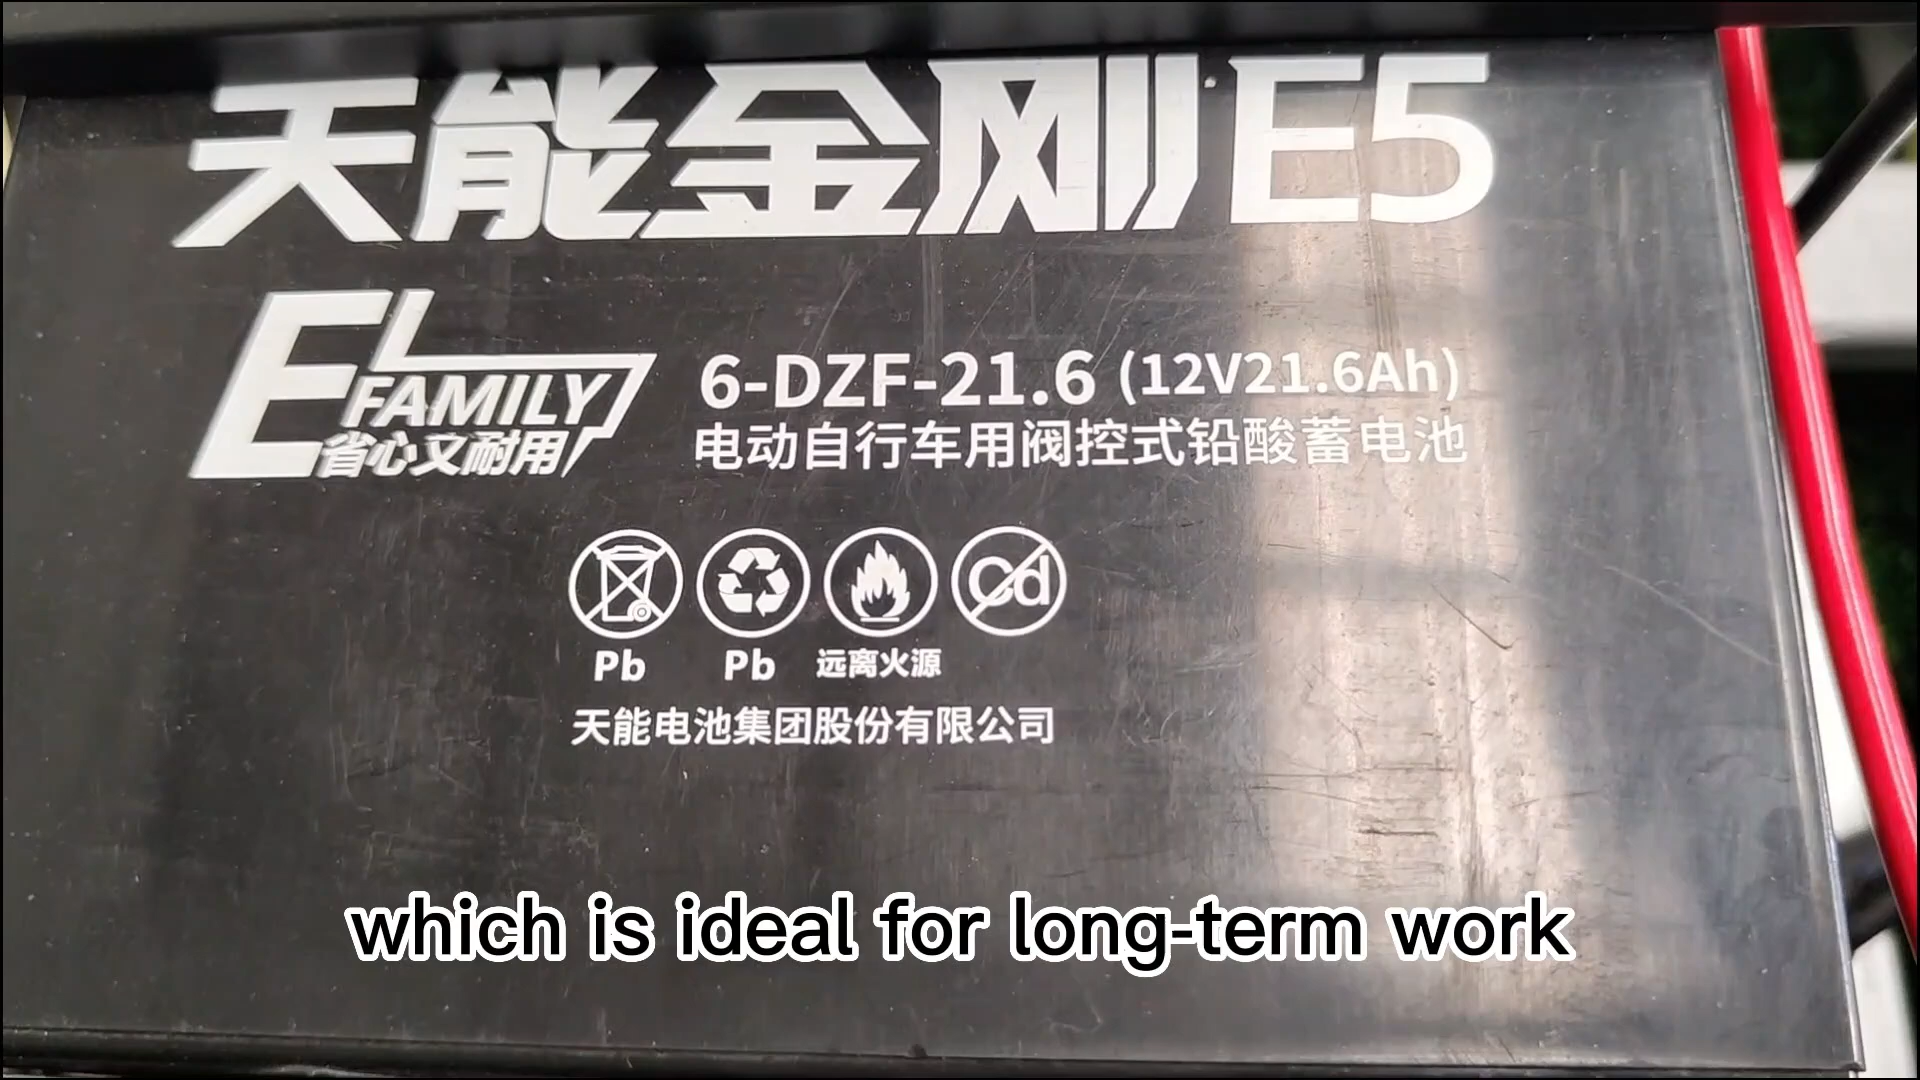 天能金刚E5
E FAMILY
省心又耐用
6-DZF-21.6 (12V21.6Ah)
电动自行车用阀控式铅酸蓄电池
Cd
Pb Pb 远离火源
天能电池集团股份有限公司
which is ideal for long-term work